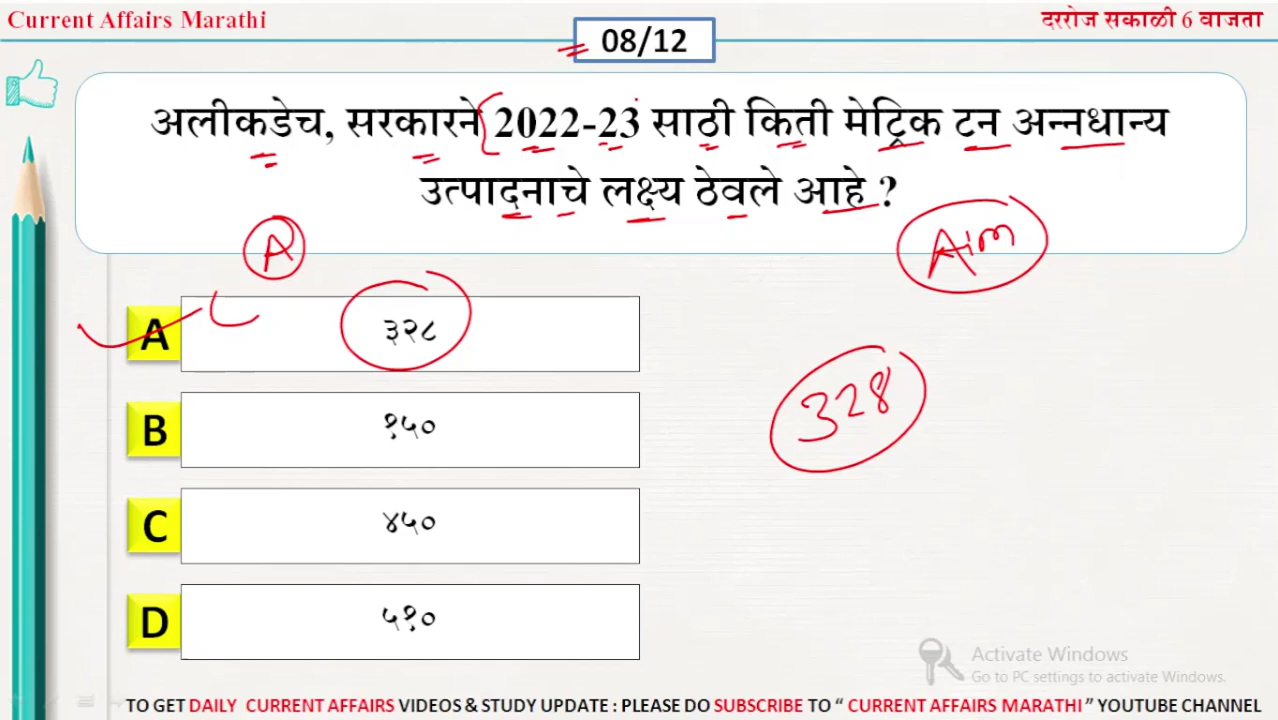 Current Affairs Marathi
दररोज सकाळी 6 वाजता
08/12
अलीकडेच, सरकारने 2022-23 साठी किती मेट्रिक टन अन्नधान्य
उत्पादनाचे लक्ष्य ठेवले आहे ?
A
Aim
A ३२८
328
B १५०
C ४५०
D ५१०
Activate Windows
Go to PC settings to activate Windows.
TO GET DAILY CURRENT AFFAIRS VIDEOS & STUDY UPDATE : PLEASE DO SUBSCRIBE TO “ CURRENT AFFAIRS MARATHI ” YOUTUBE CHANNEL